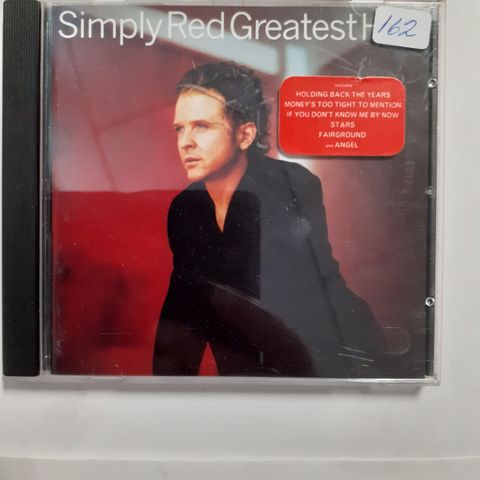 Simply Red Greatest H
162
includes
HOLDING BACK THE YEARS
MONEY'S TOO TIGHT TO MENTION
IF YOU DON'T KNOW ME BY NOW
STARS
FAIRGROUND
and ANGEL